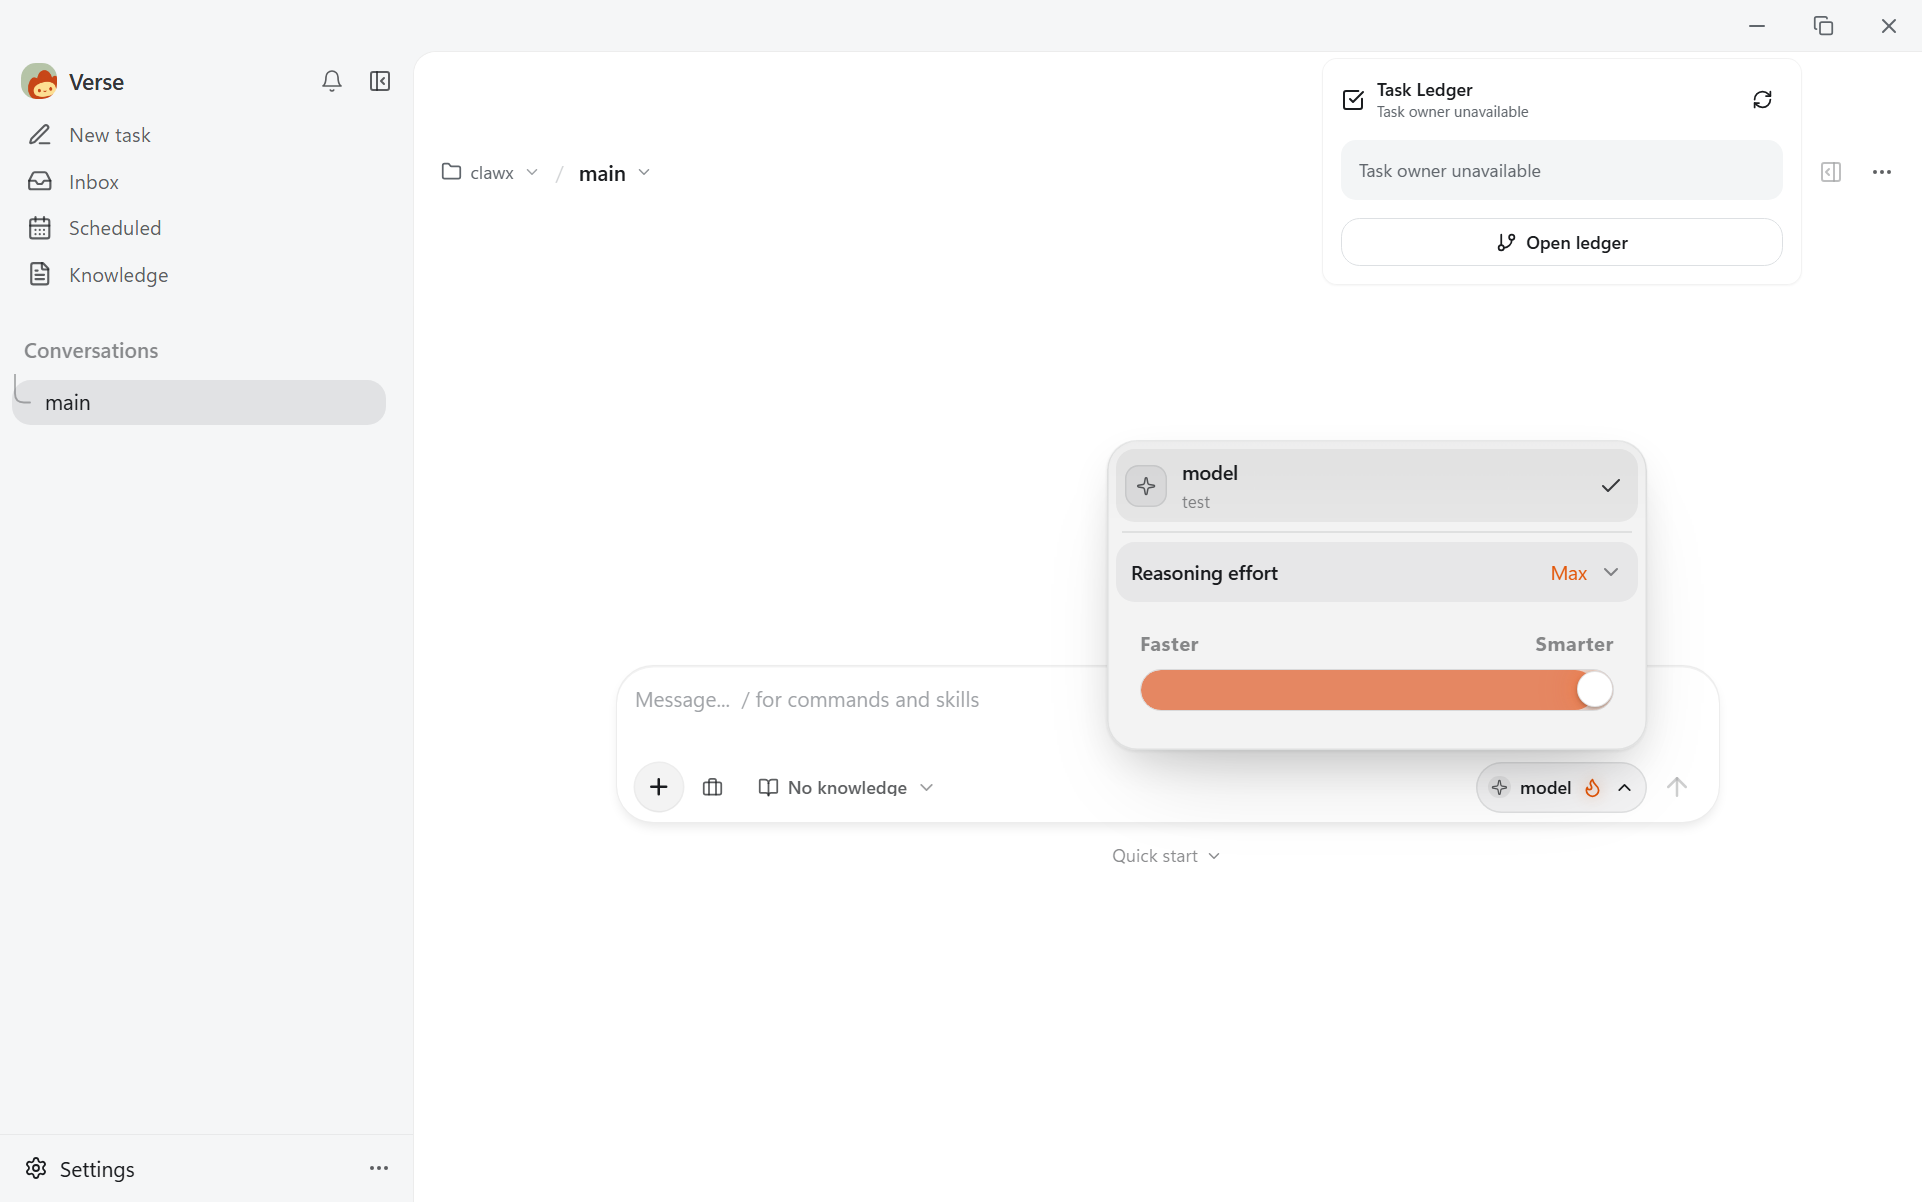 Verse
New task
Inbox
Scheduled
Knowledge
Conversations
main
Settings
clawx / main
Task Ledger
Task owner unavailable
Task owner unavailable
Open ledger
model
test
Reasoning effort Max
Faster Smarter
Message... / for commands and skills
No knowledge
model
Quick start